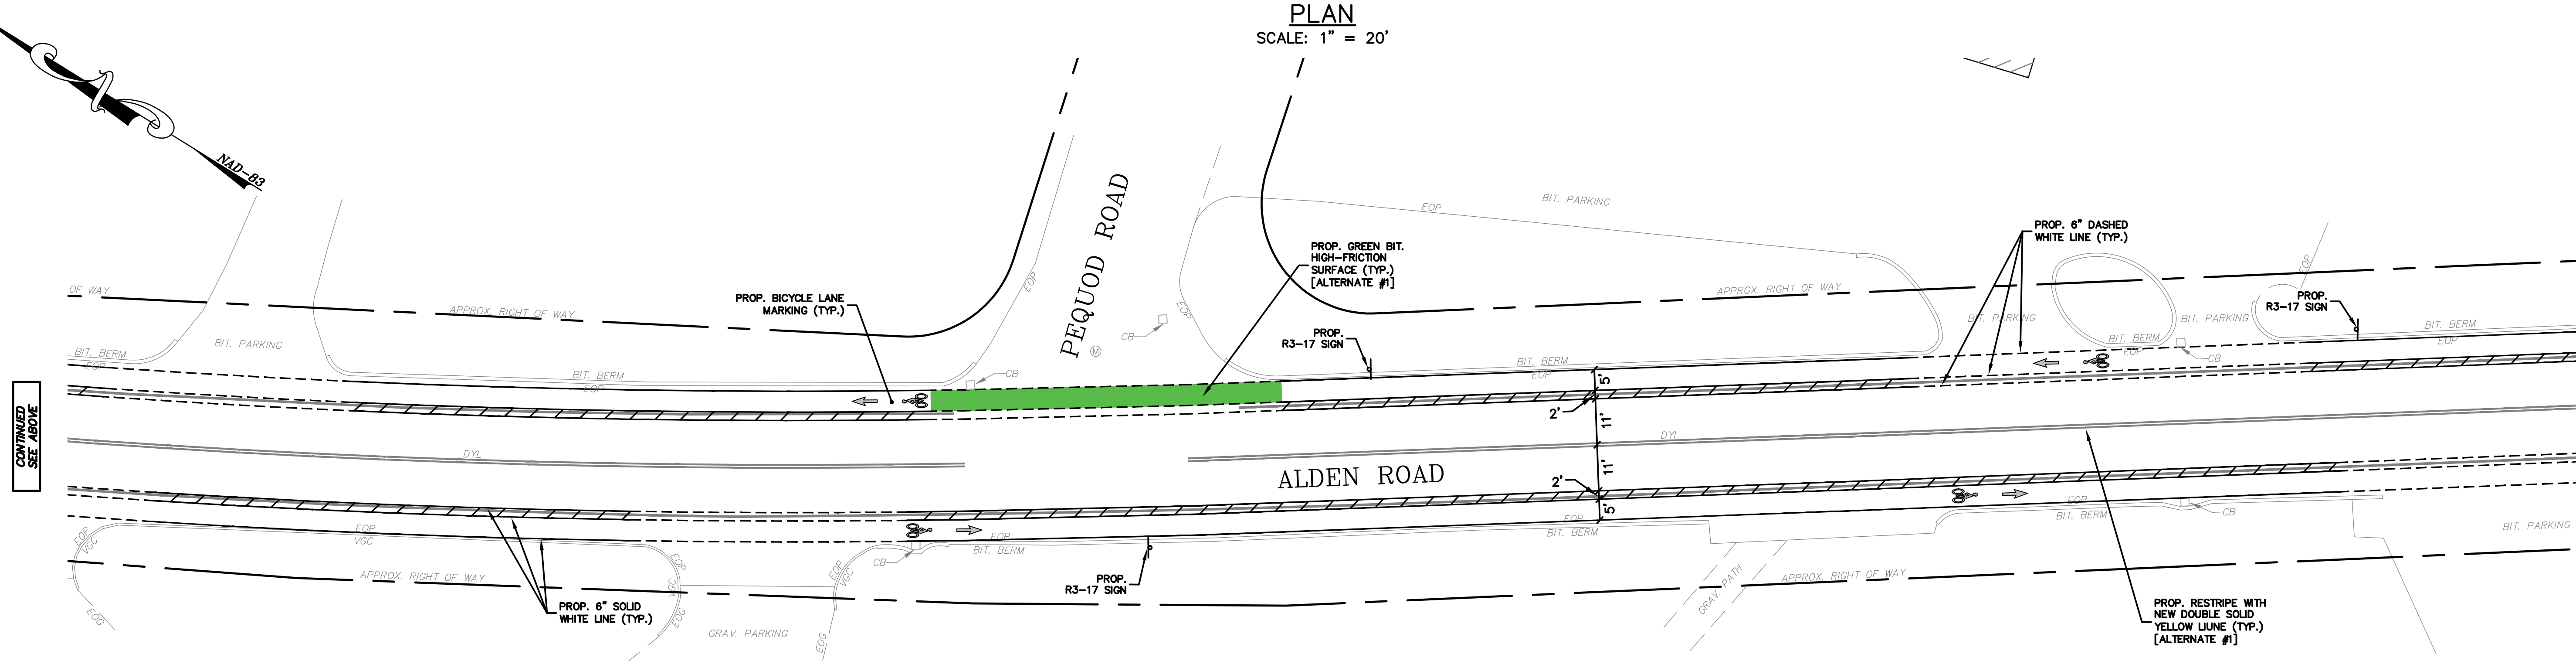 PLAN
SCALE: 1" = 20'
NAD-83
CONTINUED
SEE ABOVE
OF WAY
BIT. BERM
EOP
BIT. PARKING
APPROX. RIGHT OF WAY
PROP. BICYCLE LANE
MARKING (TYP.)
BIT. BERM
EOP
EOP
PEQUOD ROAD
M
CB
CB
EOP
PROP. GREEN BIT.
HIGH-FRICTION
SURFACE (TYP.)
[ALTERNATE #1]
PROP.
R3-17 SIGN
EOP
BIT. PARKING
BIT. BERM
EOP
APPROX. RIGHT OF WAY
PROP. 6" DASHED
WHITE LINE (TYP.)
BIT. PARKING
BIT. BERM
EOP
CB
BIT. PARKING
EOP
PROP.
R3-17 SIGN
BIT. BERM
EOP
5'
2'
11'
11'
2'
5'
DYL
DYL
ALDEN ROAD
EOP
VGC
EOP
VGC
EOG
APPROX. RIGHT OF WAY
EOP
VGC
EOG
PROP. 6" SOLID
WHITE LINE (TYP.)
GRAV. PARKING
EOP
VGC
EOG
CB
EOP
BIT. BERM
PROP.
R3-17 SIGN
EOP
BIT. BERM
GRAV. PATH
APPROX. RIGHT OF WAY
EOP
BIT. BERM
CB
BIT. PARKING
PROP. RESTRIPE WITH
NEW DOUBLE SOLID
YELLOW LIUNE (TYP.)
[ALTERNATE #1]